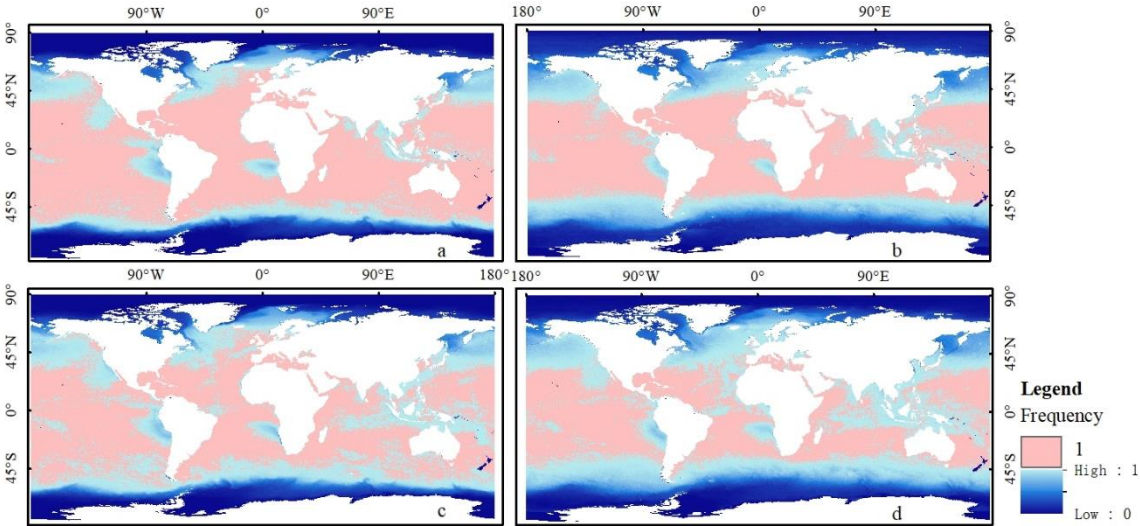 90°W 0° 90°E 180° 90°W 0° 90°E
90° 90°
45°N 45°N
0° 0°
45°S 45°S
a b
90°W 0° 90°E 180° 180° 90°W 0° 90°E
90° 90°
45°N 45°N
0° 0°
45°S 45°S
c d
Legend
Frequency
1
High : 1
Low : 0